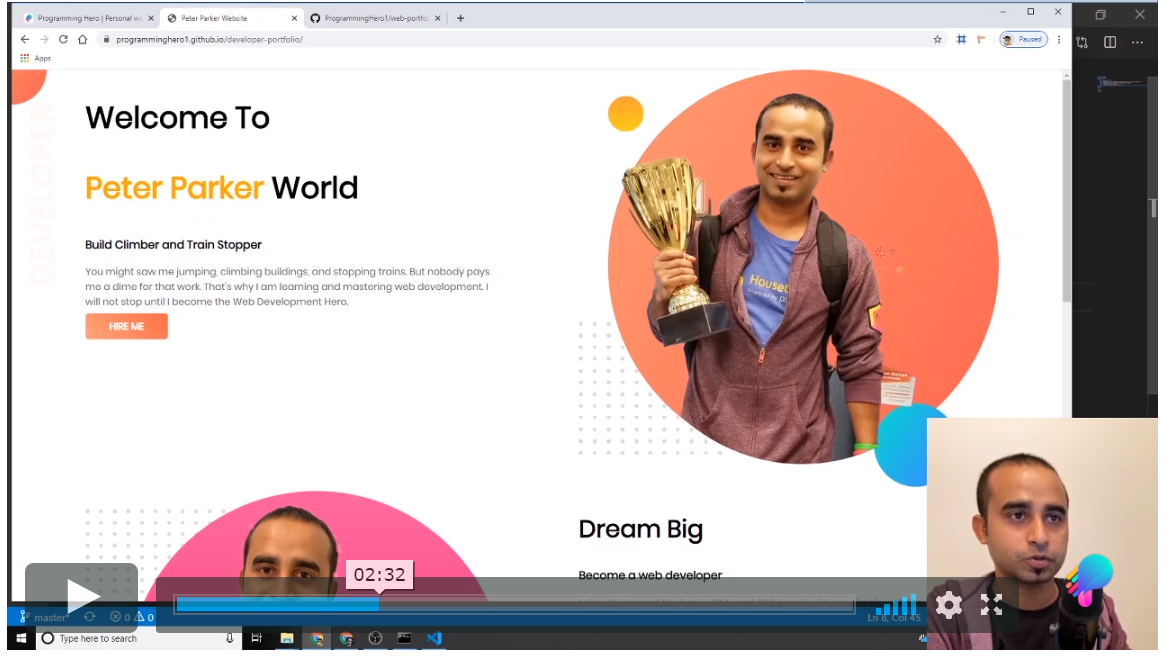 Programming Hero | Personal w
Peter Parker Website
ProgrammingHero1/web-portfol
Paused
programminghero1.github.io/developer-portfolio/
Apps
DEVELOPER
Welcome To
Peter Parker World
Build Climber and Train Stopper
You might saw me jumping, climbing buildings, and stopping trains. But nobody pays
me a dime for that work. That's why I am learning and mastering web development. I
will not stop until I become the Web Development Hero.
HIRE ME
Dream Big
Become a web developer
02:32
master*
0
0
Ln 8, Col 45
Type here to search